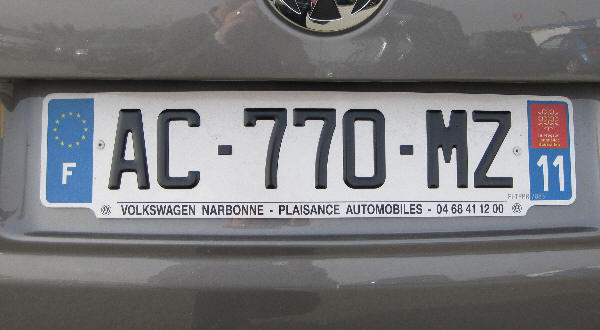 F AC-770-MZ 11
VOLKSWAGEN NARBONNE - PLAISANCE AUTOMOBILES - 04 68 41 12 00